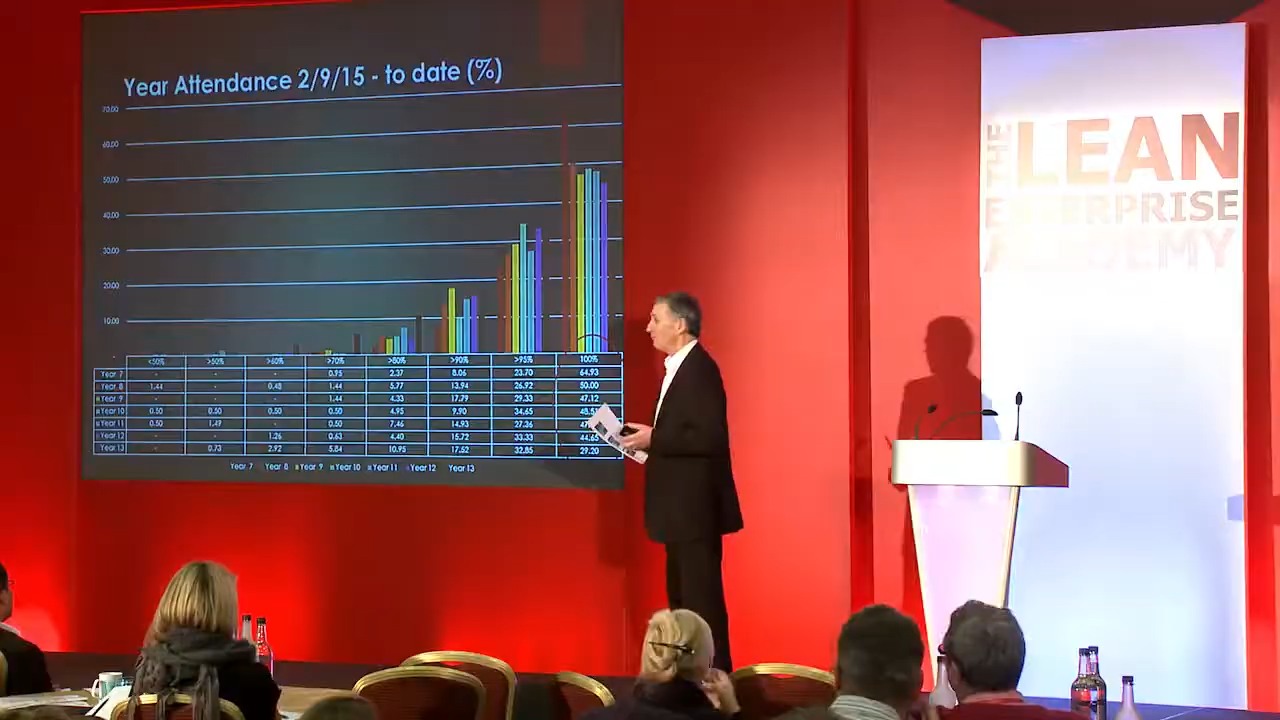 Year Attendance 2/9/15 - to date (%)
70.00
60.00
50.00
40.00
30.00
20.00
10.00
<50% >50% >60% >70% >80% >90% >95% 100%
Year 7 - - - 0.95 2.37 8.06 23.70 64.93
Year 8 1.44 - 0.48 1.44 5.77 13.94 26.92 50.00
Year 9 - - - 1.44 4.33 17.79 29.33 47.12
Year 10 0.50 0.50 0.50 0.50 4.95 9.90 34.65
Year 11 0.50 1.49 - 0.50 7.46 14.93 27.36
Year 12 - - 1.26 0.63 4.40 15.72 33.33 44.65
Year 13 - 0.73 2.92 5.84 10.95 17.52 32.85 29.20
Year 7 Year 8 Year 9 Year 10 Year 11 Year 12 Year 13
THE LEAN
ENTERPRISE
ACADEMY